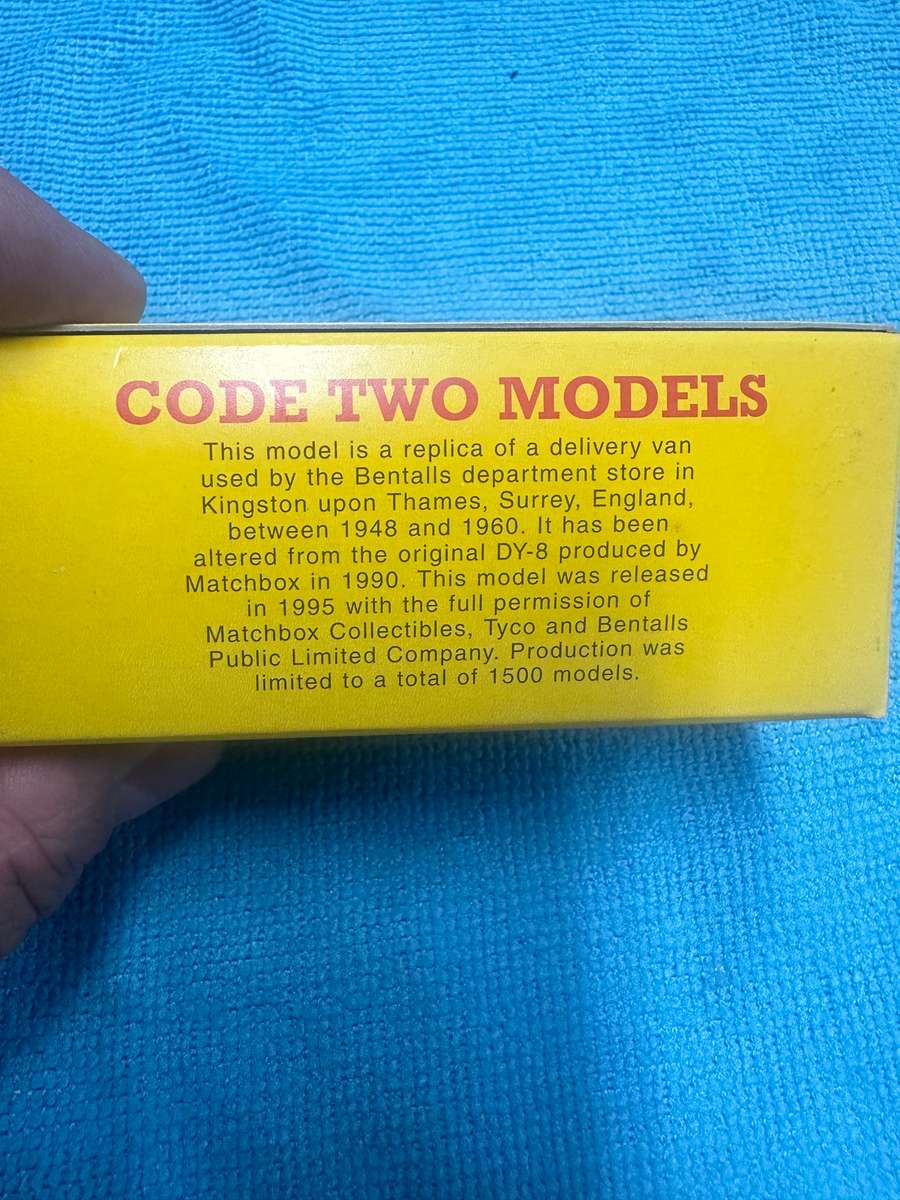 CODE TWO MODELS
This model is a replica of a delivery van
used by the Bentalls department store in
Kingston upon Thames, Surrey, England,
between 1948 and 1960. It has been
altered from the original DY-8 produced by
Matchbox in 1990. This model was released
in 1995 with the full permission of
Matchbox Collectibles, Tyco and Bentalls
Public Limited Company. Production was
limited to a total of 1500 models.